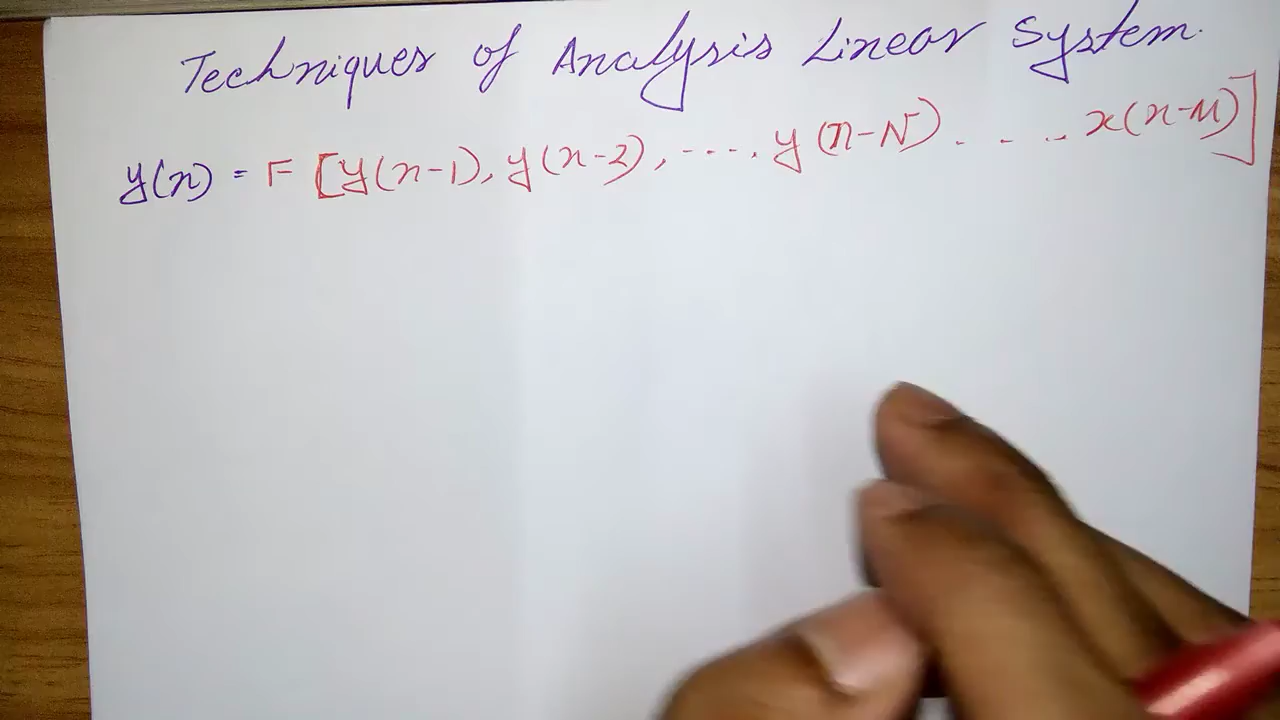 Techniques of Analysis Linear System.
y(n) = F [y(n-1), y(n-2), ..... y(n-N) .... x(n-M)]